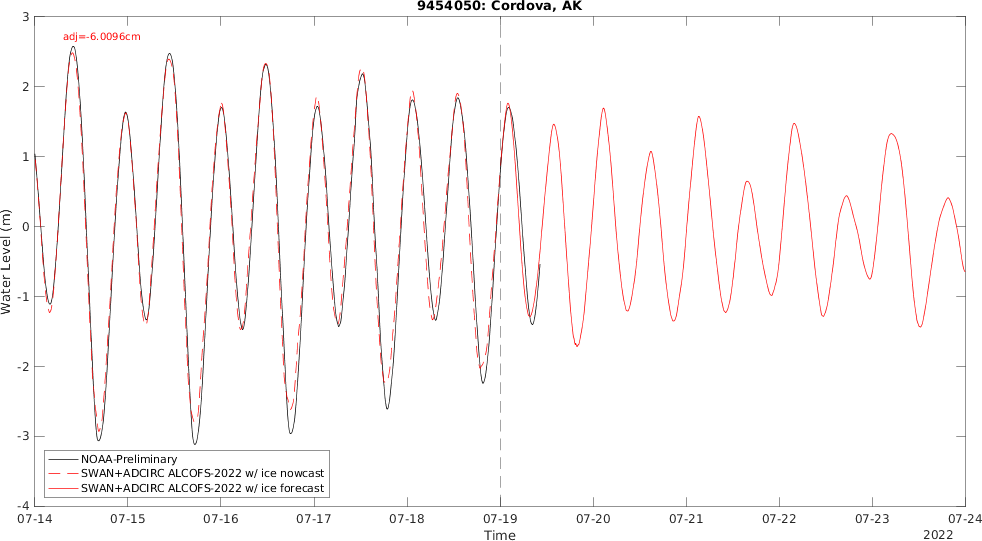 9454050: Cordova, AK
adj=-6.0096cm
3
2
1
0
-1
-2
-3
-4
Water Level (m)
NOAA-Preliminary
SWAN+ADCIRC ALCOFS-2022 w/ ice nowcast
SWAN+ADCIRC ALCOFS-2022 w/ ice forecast
07-14 07-15 07-16 07-17 07-18 07-19 07-20 07-21 07-22 07-23 07-24
Time
2022